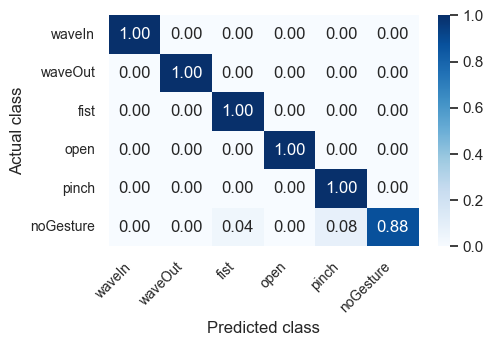 waveIn 1.00 0.00 0.00 0.00 0.00 0.00
waveOut 0.00 1.00 0.00 0.00 0.00 0.00
fist 0.00 0.00 1.00 0.00 0.00 0.00
open 0.00 0.00 0.00 1.00 0.00 0.00
pinch 0.00 0.00 0.00 0.00 1.00 0.00
noGesture 0.00 0.00 0.04 0.00 0.08 0.88
waveIn waveOut fist open pinch noGesture
Predicted class
Actual class
1.0
0.8
0.6
0.4
0.2
0.0